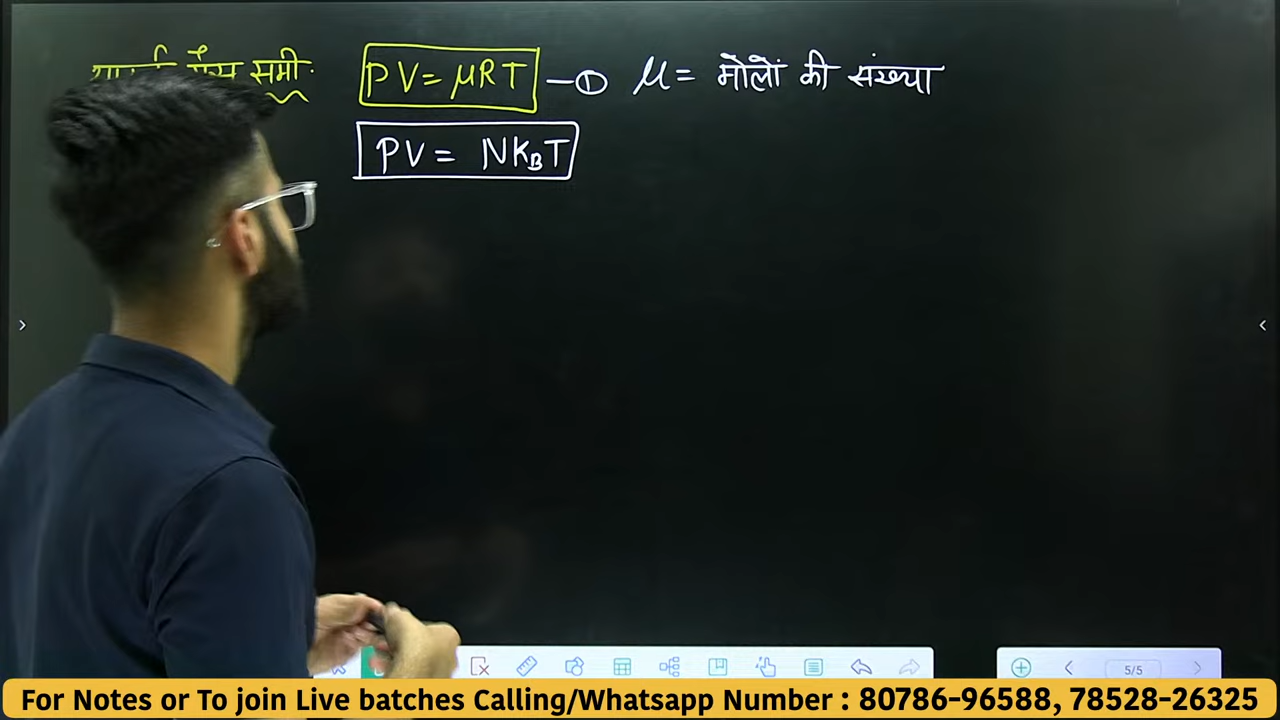 समी. PV = μRT —① μ = मोलों की संख्या
PV = NK_BT
5/5
For Notes or To join Live batches Calling/Whatsapp Number : 80786-96588, 78528-26325